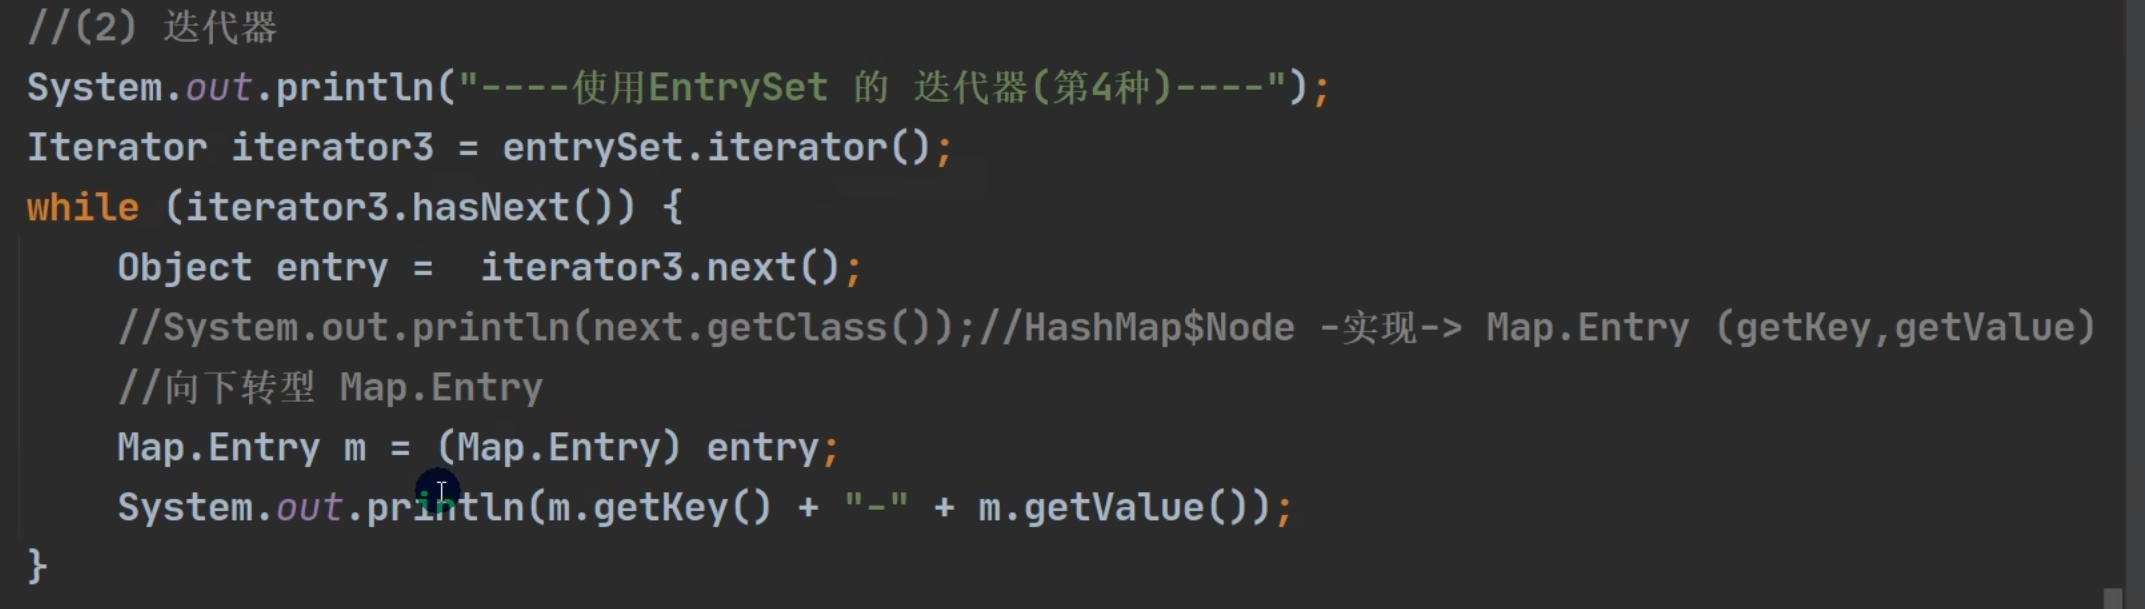 //(2) 迭代器
System.out.println("----使用EntrySet 的 迭代器(第4种)----");
Iterator iterator3 = entrySet.iterator();
while (iterator3.hasNext()) {
    Object entry =  iterator3.next();
    //System.out.println(next.getClass());//HashMap$Node -实现-> Map.Entry (getKey,getValue)
    //向下转型 Map.Entry
    Map.Entry m = (Map.Entry) entry;
    System.out.println(m.getKey() + "-" + m.getValue());
}